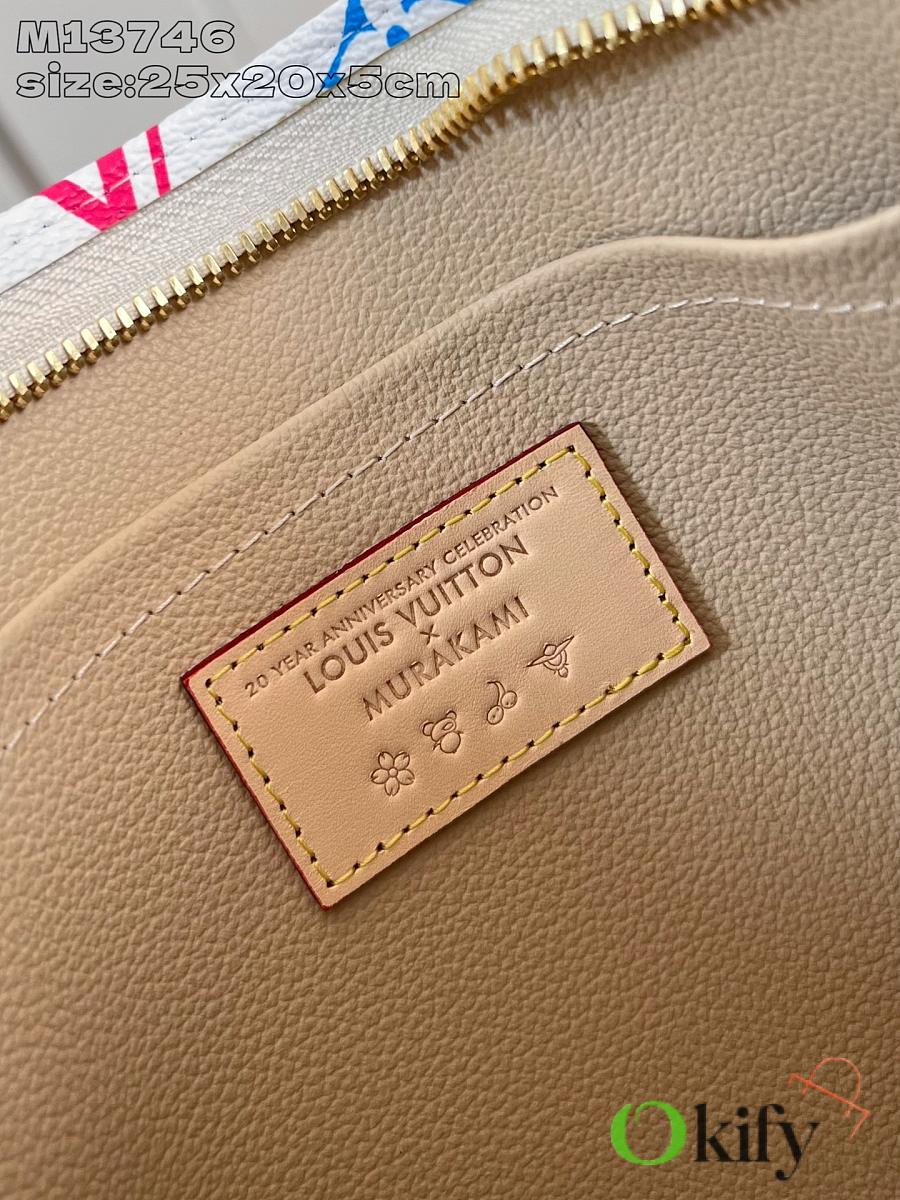 M13746
size:25x20x5cm
20 YEAR ANNIVERSARY CELEBRATION
LOUIS VUITTON
×
MURAKAMI
Okify